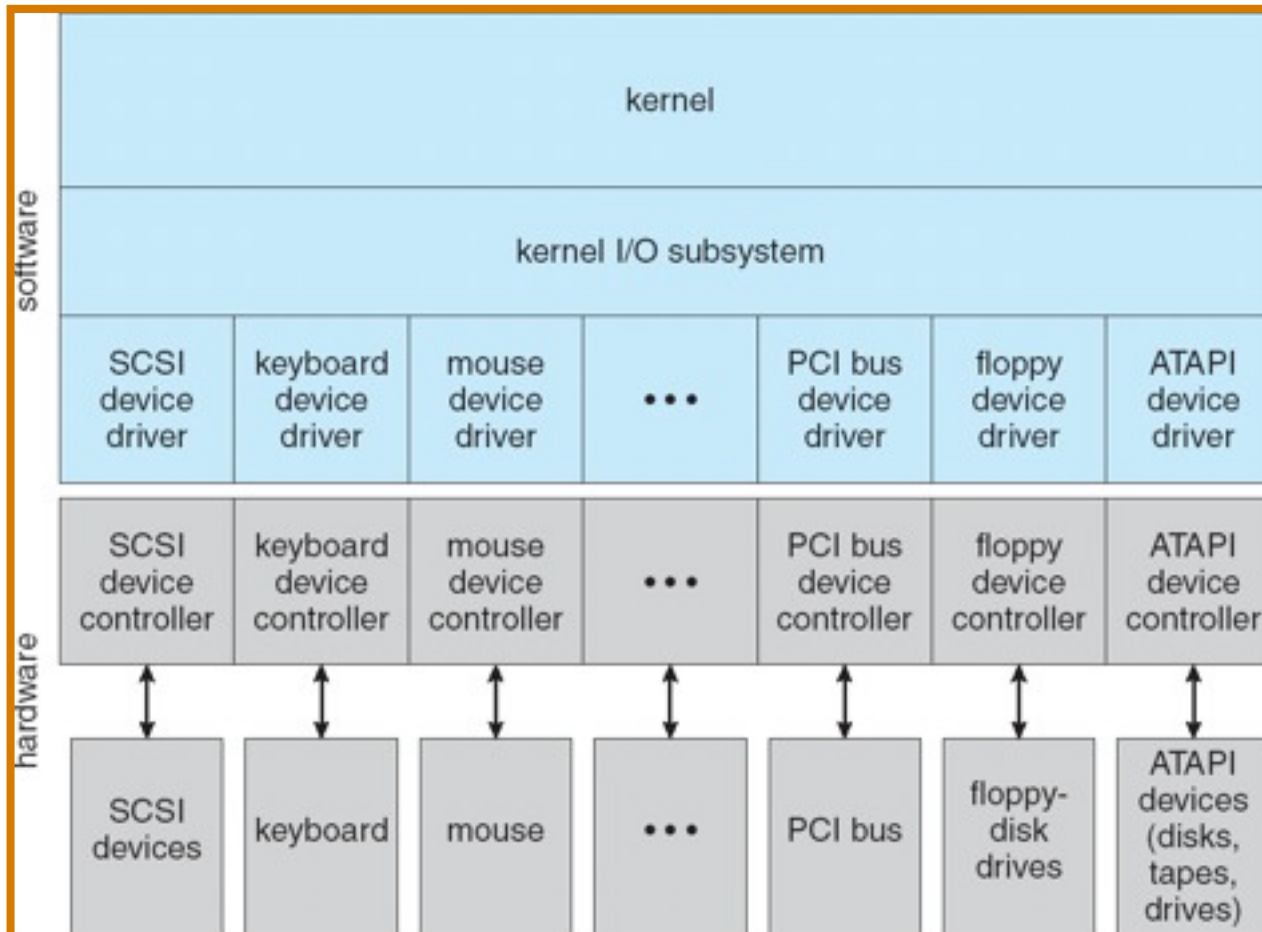 software
kernel
kernel I/O subsystem
SCSI
device
driver
keyboard
device
driver
mouse
device
driver
•••
PCI bus
device
driver
floppy
device
driver
ATAPI
device
driver
hardware
SCSI
device
controller
keyboard
device
controller
mouse
device
controller
•••
PCI bus
device
controller
floppy
device
controller
ATAPI
device
controller
SCSI
devices
keyboard
mouse
•••
PCI bus
floppy-
disk
drives
ATAPI
devices
(disks,
tapes,
drives)